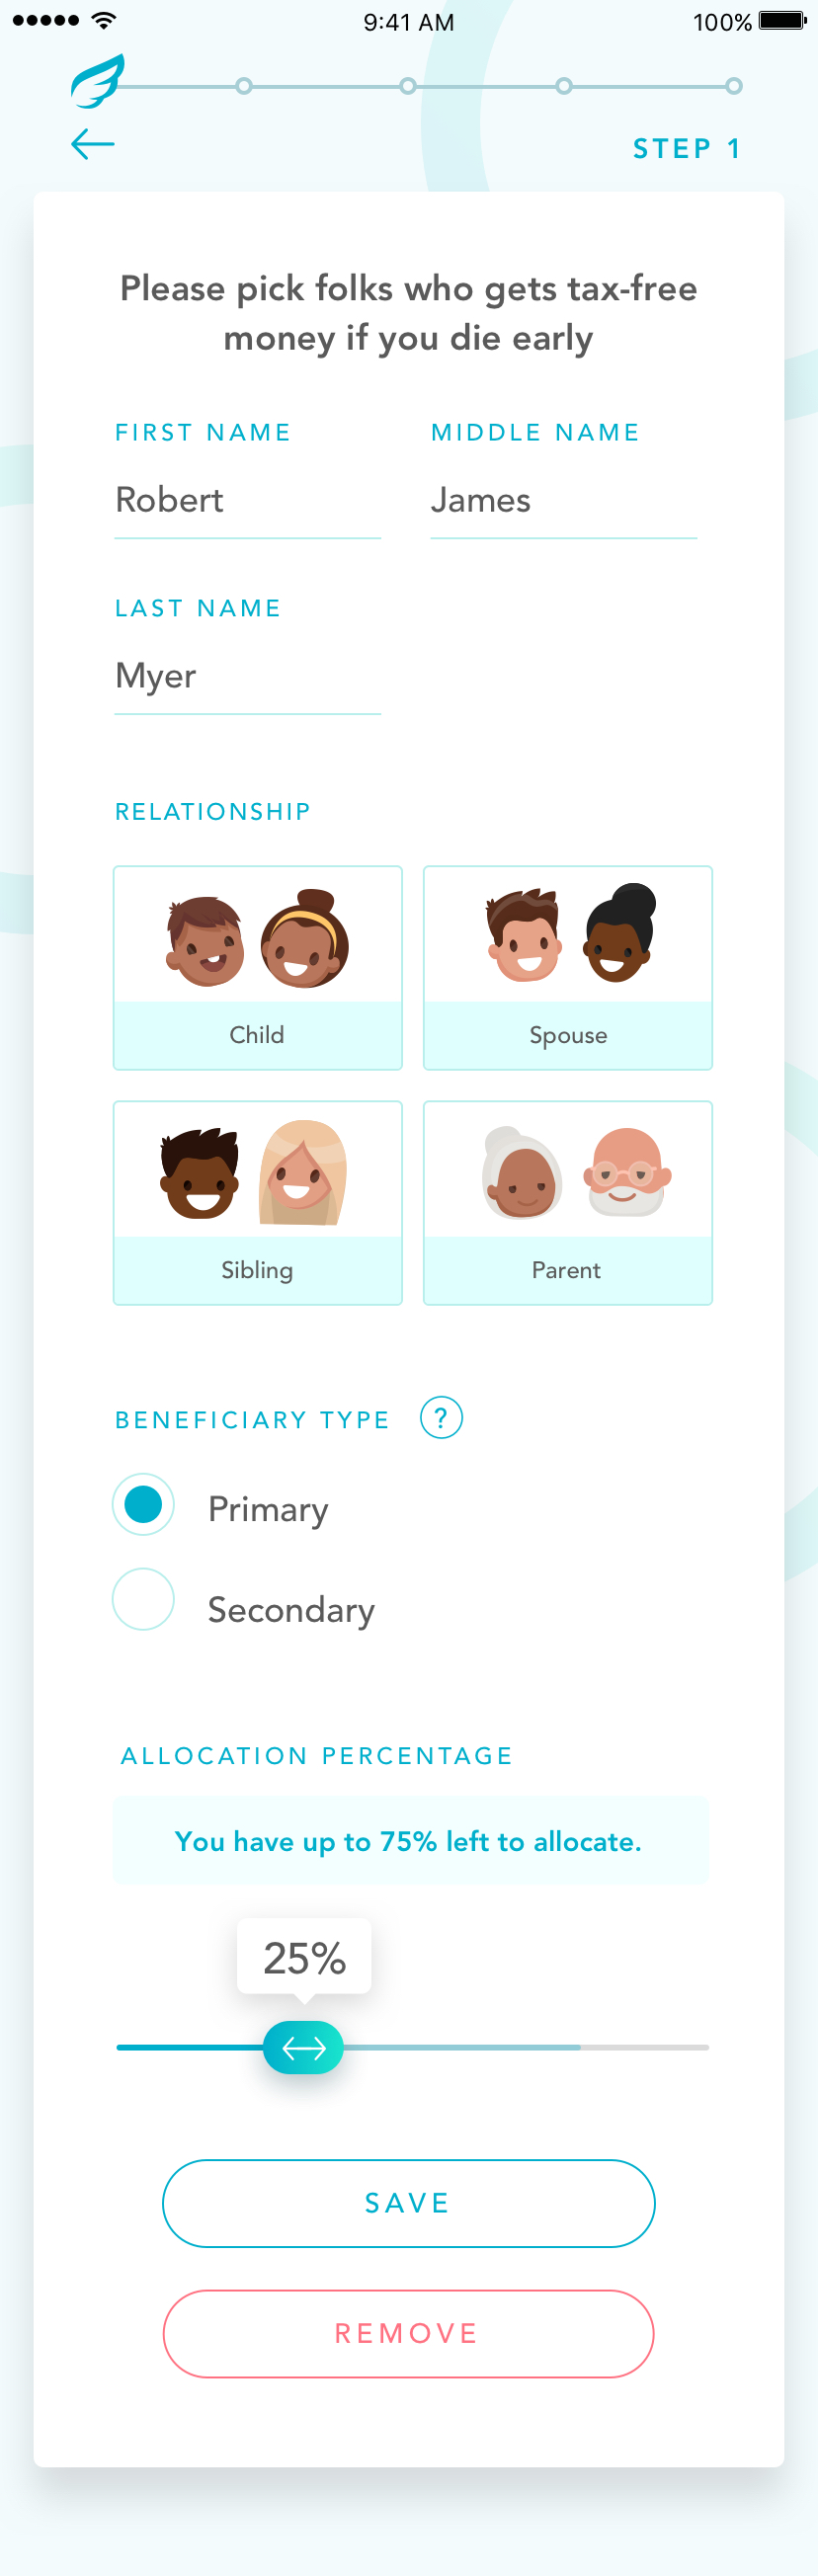 9:41 AM
100%
STEP 1
Please pick folks who gets tax-free
money if you die early
FIRST NAME
MIDDLE NAME
Robert
James
LAST NAME
Myer
RELATIONSHIP
Child
Spouse
Sibling
Parent
BENEFICIARY TYPE ?
Primary
Secondary
ALLOCATION PERCENTAGE
You have up to 75% left to allocate.
25%
SAVE
REMOVE